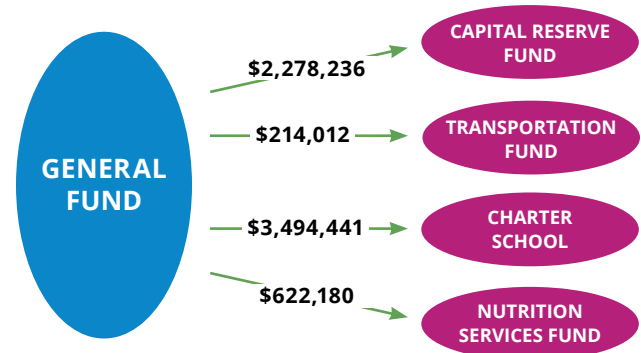 GENERAL
FUND
$2,278,236
CAPITAL RESERVE
FUND
$214,012
TRANSPORTATION
FUND
$3,494,441
CHARTER
SCHOOL
$622,180
NUTRITION
SERVICES FUND